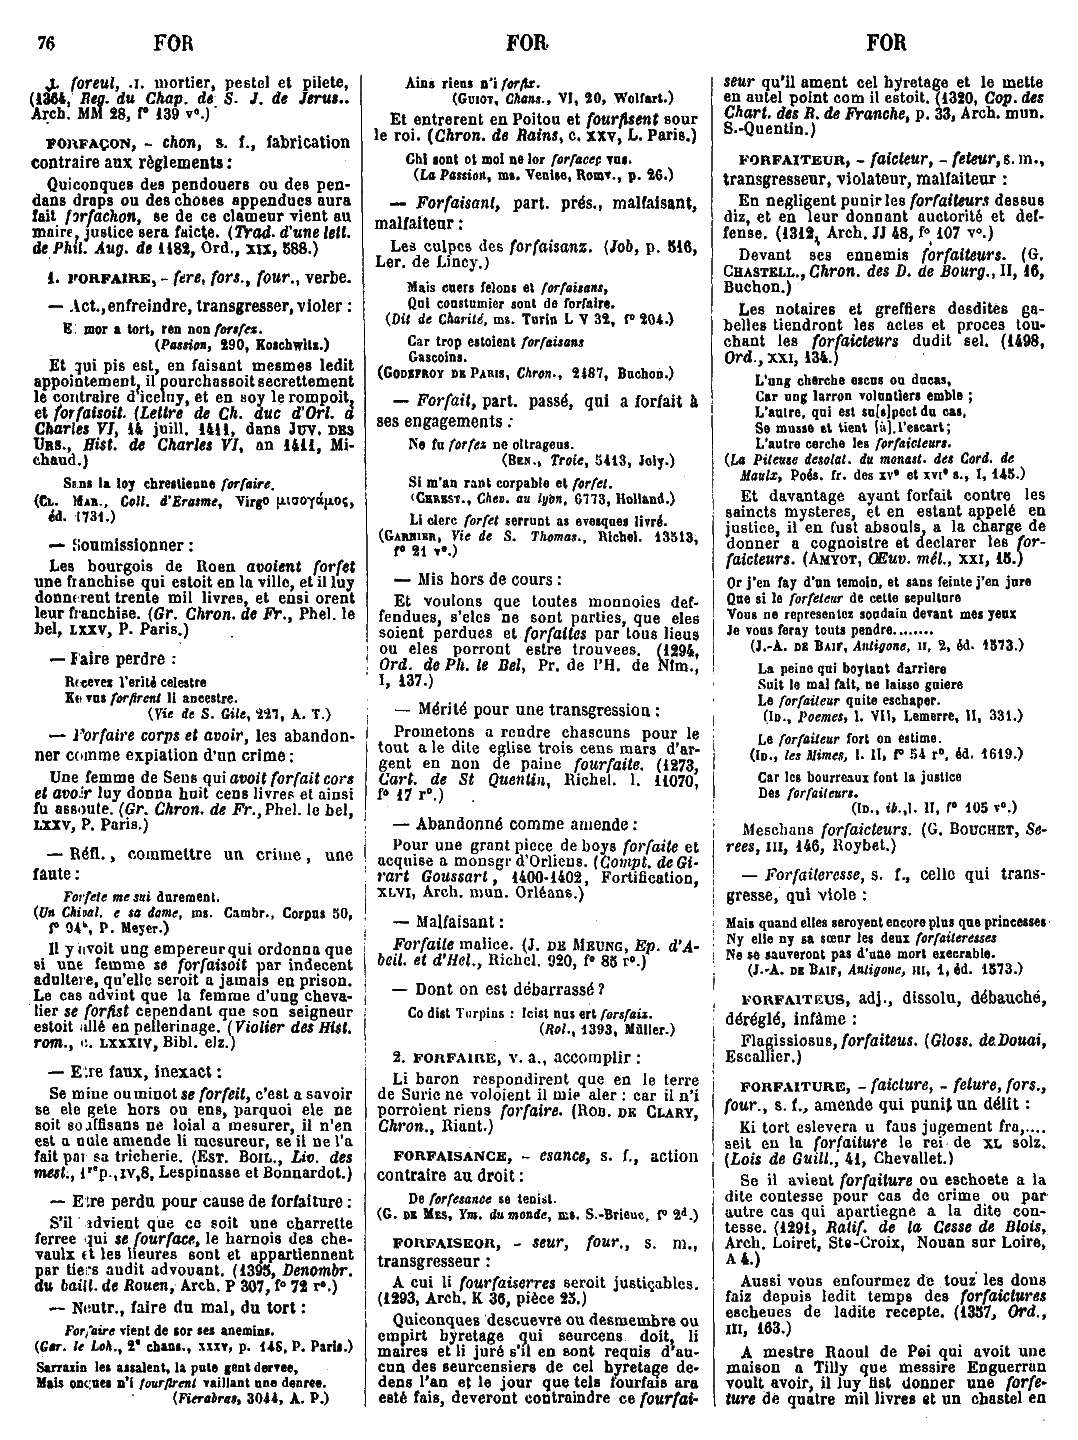 76 FOR FOR FOR
.I. foreul, .I. mortier, pestel et pilete,
(1364, Reg. du Chap. de S. J. de Jerus..
Arch. MM 28, f° 139 v°.)
FORFAÇON, - chon, s. f., fabrication
contraire aux règlements :
Quiconques des pendouers ou des pen-
dans draps ou des choses appendues aura
fait forfachon, se de ce clameur vient au
maire, justice sera faicte. (Trad. d'une lett.
de Phil. Aug. de 1182, Ord., XIX, 588.)
1. FORFAIRE, - fere, fors., four., verbe.
— Act., enfreindre, transgresser, violer :
E mor a tort, ren non forsfez.
(Passion, 290, Koschwitz.)
Et qui pis est, en faisant mesmes ledit
appointement, il pourchassoit secrettement
le contraire d'iceluy, et en soy le rompoit,
et forfaisoit. (Lettre de Ch. duc d'Orl. à
Charles VI, 14 juill. 1411, dans JUV. DES
URS., Hist. de Charles VI, an 1411, Mi-
chaud.)
Sans la loy chrestienne forfaire.
(CL. MAR., Coll. d'Erasme, Virgo μισογάμος,
éd. 1731.)
— Soumissionner :
Les bourgois de Roen avoient forfet
une franchise qui estoit en la ville, et il luy
donnerent trente mil livres, et ensi orent
leur franchise. (Gr. Chron. de Fr., Phel. le
bel, LXXV, P. Paris.)
— Faire perdre :
Recevez l'erité celestre
Ke vus forfirent li ancestre.
(Vie de S. Gile, 227, A. T.)
— Forfaire corps et avoir, les abandon-
ner comme expiation d'un crime :
Une femme de Sens qui avoit forfait cors
et avoir luy donna huit cens livres et ainsi
fu assoute. (Gr. Chron. de Fr., Phel. le bel,
LXXV, P. Paris.)
— Réfl., commettre un crime, une
faute :
Forfete me sui durement.
(Un Chival. e sa dame, ms. Cambr., Corpus 50,
f° 94b, P. Meyer.)
Il y avoit ung empereur qui ordonna que
si une femme se forfaisoit par indecent
adultere, qu'elle seroit a jamais en prison.
Le cas advint que la femme d'ung cheva-
lier se forfist cependant que son seigneur
estoit allé en pellerinage. (Violier des Hist.
rom., c. LXXXIV, Bibl. elz.)
— Etre faux, inexact :
Se mine ou minot se forfeit, c'est a savoir
se ele gete hors ou ens, parquoi ele ne
soit souffisans ne loial a mesurer, il n'en
est a nule amende li mesureur, se il ne l'a
fait par sa tricherie. (EST. BOIL., Liv. des
mest., 1re p., IV, 8, Lespinasse et Bonnardot.)
— Etre perdu pour cause de forfaiture :
S'il advient que ce soit une charrette
ferree qui se fourface, le harnois des che-
vaulx et les lieures sont et appartiennent
par tiers audit advouant. (1395, Denombr.
du baill. de Rouen, Arch. P 307, f° 72 r°.)
— Neutr., faire du mal, du tort :
Forfaire vient de sor ses anemins.
(Gar. le Loh., 2e chans., XXXV, p. 148, P. Paris.)
Sarrazin les assalent, la pute gent dervee,
Mais onques n'i fourfirent vaillant une denree.
(Fierabras, 3044, A. P.)
Ains riens n'i forfiz.
(GUIOT, Chans., VI, 20, Wolfart.)
Et entrerent en Poitou et fourfisent sour
le roi. (Chron. de Rains, c. XXV, L. Paris.)
Chi sont ot moi ne lor forfacez vus.
(La Passion, ms. Venise, Romv., p. 26.)
— Forfaisant, part. prés., malfaisant,
malfaiteur :
Les culpes des forfaisanz. (Job, p. 516,
Ler. de Lincy.)
Mais cuers felons et forfaisans,
Qui coustumier sont de forfaire.
(Dit de Charité, ms. Turin L V 32, f° 204.)
Car trop estoient forfaisans
Gascoins.
(GODEFROY DE PARIS, Chron., 2487, Buchon.)
— Forfait, part. passé, qui a forfait à
ses engagements :
Ne fu forfez ne oltrageus.
(BEN., Troie, 5413, Joly.)
Si m'an rant corpable et forfet.
(CHREST., Chev. au lyon, 6773, Holland.)
Li clerc forfet serrunt as evesques livré.
(GARNIER, Vie de S. Thomas., Richel. 13513,
f° 21 v°.)
— Mis hors de cours :
Et voulons que toutes monnoies def-
fendues, s'eles ne sont parties, que eles
soient perdues et forfaites par tous lieus
ou eles porront estre trouvees. (1294,
Ord. de Ph. le Bel, Pr. de l'H. de Nîm.,
I, 137.)
— Mérité pour une transgression :
Prometons a rendre chascuns pour le
tout a le dite eglise trois cens mars d'ar-
gent en non de paine fourfaite. (1273,
Cart. de St Quentin, Richel. l. 11070,
f° 17 r°.)
— Abandonné comme amende :
Pour une grant piece de boys forfaite et
acquise a monsgr d'Orliens. (Compt. de Gi-
rart Goussart, 1400-1402, Fortification,
XLVI, Arch. mun. Orléans.)
— Malfaisant :
Forfaite malice. (J. DE MEUNG, Ep. d'A-
beil. et d'Hel., Richel. 920, f° 85 r°.)
— Dont on est débarrassé ?
Co dist Turpins : Icist nus ert forsfaiz.
(Rol., 1393, Müller.)
2. FORFAIRE, v. a., accomplir :
Li baron respondirent que en le terre
de Surie ne voloient il mie aler : car il n'i
porroient riens forfaire. (ROB. DE CLARY,
Chron., Riant.)
FORFAISANCE, - esance, s. f., action
contraire au droit :
De forfesance se tenist.
(G. DE MES, Ym. du monde, ms. S.-Brieuc, f° 2d.)
FORFAISEOR, - seur, four., s. m.,
transgresseur :
A cui li fourfaiserres seroit justiçables.
(1293, Arch. K 36, pièce 23.)
Quiconques descuevre ou desmembre ou
empirt hyretage qui seurcens doit, li
maires et li juré s'il en sont requis d'au-
cun des seurcensiers de cel hyretage de-
dens l'an et le jour que tels fourfais ara
esté fais, deveront contraindre ce fourfai-
seur qu'il ament cel hyretage et le mette
en autel point com il estoit. (1320, Cop. des
Chart. des R. de Franche, p. 33, Arch. mun.
S.-Quentin.)
FORFAITEUR, - faicteur, - feteur, s. m.,
transgresseur, violateur, malfaiteur :
En negligent punir les forfaiteurs dessus
diz, et en leur donnant auctorité et def-
fense. (1312, Arch. JJ 48, f° 107 v°.)
Devant ses ennemis forfaiteurs. (G.
CHASTELL., Chron. des D. de Bourg., II, 16,
Buchon.)
Les notaires et greffiers desdites ga-
belles tiendront les actes et proces tou-
chant les forfaicteurs dudit sel. (1498,
Ord., XXI, 134.)
L'ung cherche escus ou ducas,
Car ung larron voluntiers emble ;
L'autre, qui est su[s]pect du cas,
Se musse et tient [à] l'escart ;
L'autre cerche les forfaicteurs.
(La Piteuse desolat. du monast. des Cord. de
Maulx, Poés. fr. des XVe et XVIe s., I, 145.)
Et davantage ayant forfait contre les
saincts mysteres, et en estant appelé en
justice, il en fust absouls, a la charge de
donner a cognoistre et declarer les for-
faicteurs. (AMYOT, Œuv. mél., XXI, 15.)
Or j'en fay d'un temoin, et sans feinte j'en jure
Que si le forfeteur de cette sepulture
Vous ne representez soudain devant mes yeux
Je vous feray touts pendre........
(J.-A. DE BAIF, Antigone, II, 2, éd. 1573.)
La peine qui boytant darriere
Suit le mal fait, ne laisse guiere
Le forfaiteur quite eschaper.
(ID., Poemes, l. VII, Lemerre, II, 331.)
Le forfaiteur fort on estime.
(ID., les Mimes, l. II, f° 54 r°, éd. 1619.)
Car les bourreaux font la justice
Des forfaiteurs.
(ID., ib., l. II, f° 105 v°.)
Meschans forfaicteurs. (G. BOUCHET, Se-
rees, III, 146, Roybet.)
— Forfaiteresse, s. f., celle qui trans-
gresse, qui viole :
Mais quand elles seroyent encore plus que princesses
Ny elle ny sa sœur les deux forfaiteresses
Ne se sauveront pas d'une mort execrable.
(J.-A. DE BAIF, Antigone, III, 1, éd. 1573.)
FORFAITEUS, adj., dissolu, débauché,
déréglé, infâme :
Flagissiosus, forfaiteus. (Gloss. de Douai,
Escallier.)
FORFAITURE, - faicture, - feture, fors.,
four., s. f., amende qui punit un délit :
Ki tort eslevera u faus jugement fra,....
seit en la forfaiture le rei de XL solz.
(Lois de Guill., 41, Chevallet.)
Se il avient forfaiture ou eschoete a la
dite contesse pour cas de crime ou par
autre cas qui apartiegne a la dite con-
tesse. (1291, Ratif. de la Cesse de Blois,
Arch. Loiret, Ste-Croix, Nouan sur Loire,
A 4.)
Aussi vous enfourmez de touz les dons
faiz depuis ledit temps des forfaictures
escheues de ladite recepte. (1357, Ord.,
III, 163.)
A mestre Raoul de Pei qui avoit une
maison a Tilly que messire Enguerran
voult avoir, il luy fist donner une forfe-
ture de quatre mil livres et un chastel en